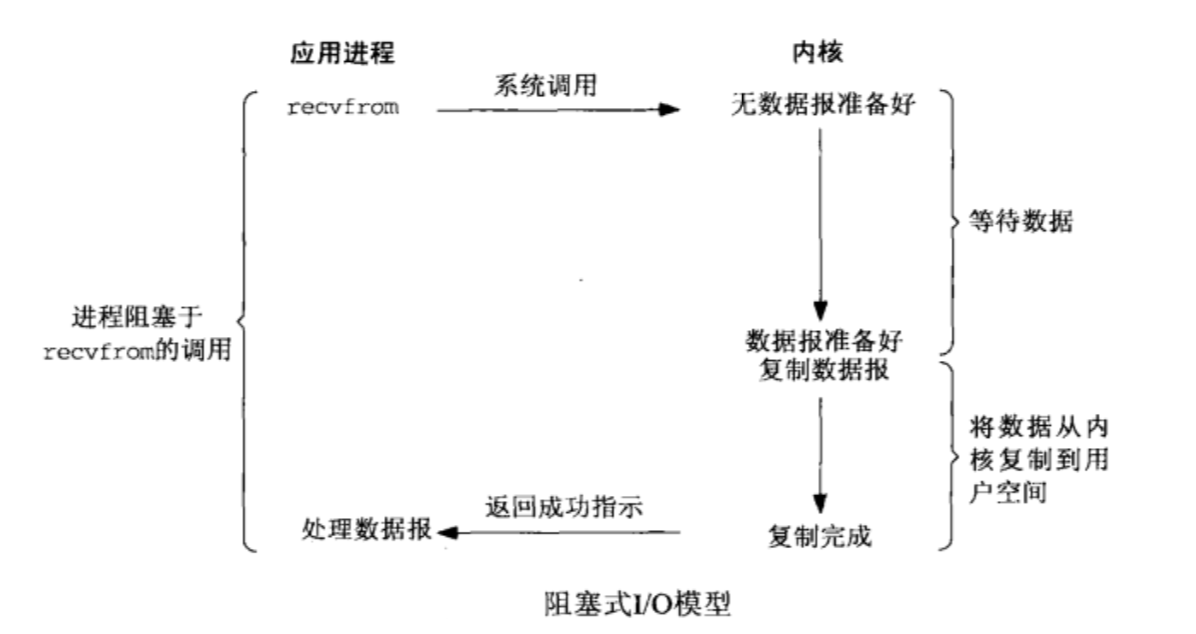 应用进程
内核
recvfrom
系统调用
无数据报准备好
等待数据
进程阻塞于
recvfrom的调用
数据报准备好
复制数据报
将数据从内
核复制到用
户空间
处理数据报
返回成功指示
复制完成
阻塞式I/O模型